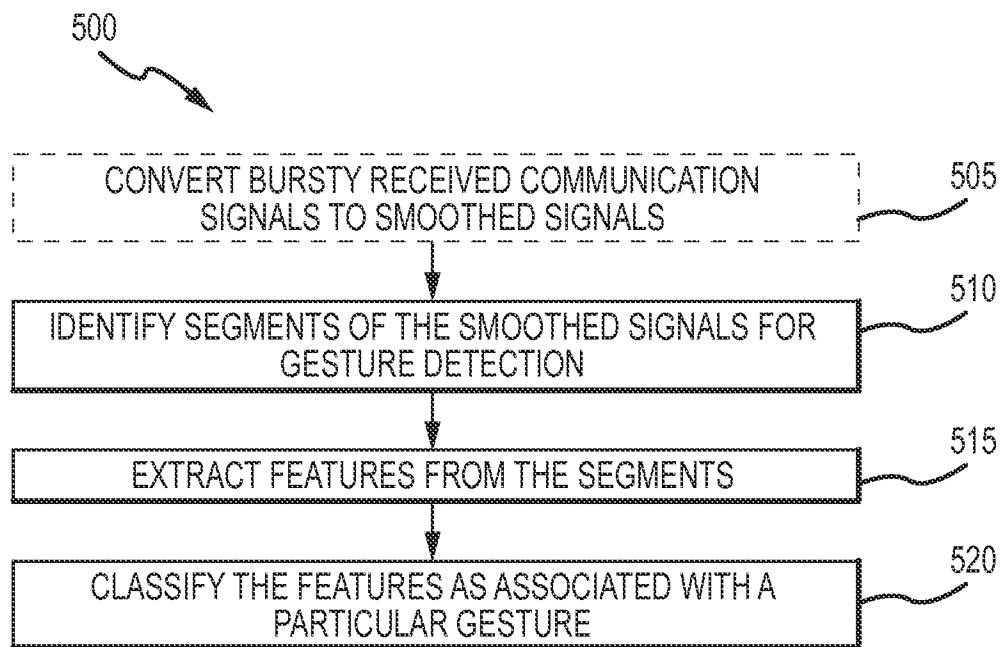 500
CONVERT BURSTY RECEIVED COMMUNICATION
SIGNALS TO SMOOTHED SIGNALS
505
IDENTIFY SEGMENTS OF THE SMOOTHED SIGNALS FOR
GESTURE DETECTION
510
EXTRACT FEATURES FROM THE SEGMENTS
515
CLASSIFY THE FEATURES AS ASSOCIATED WITH A
PARTICULAR GESTURE
520